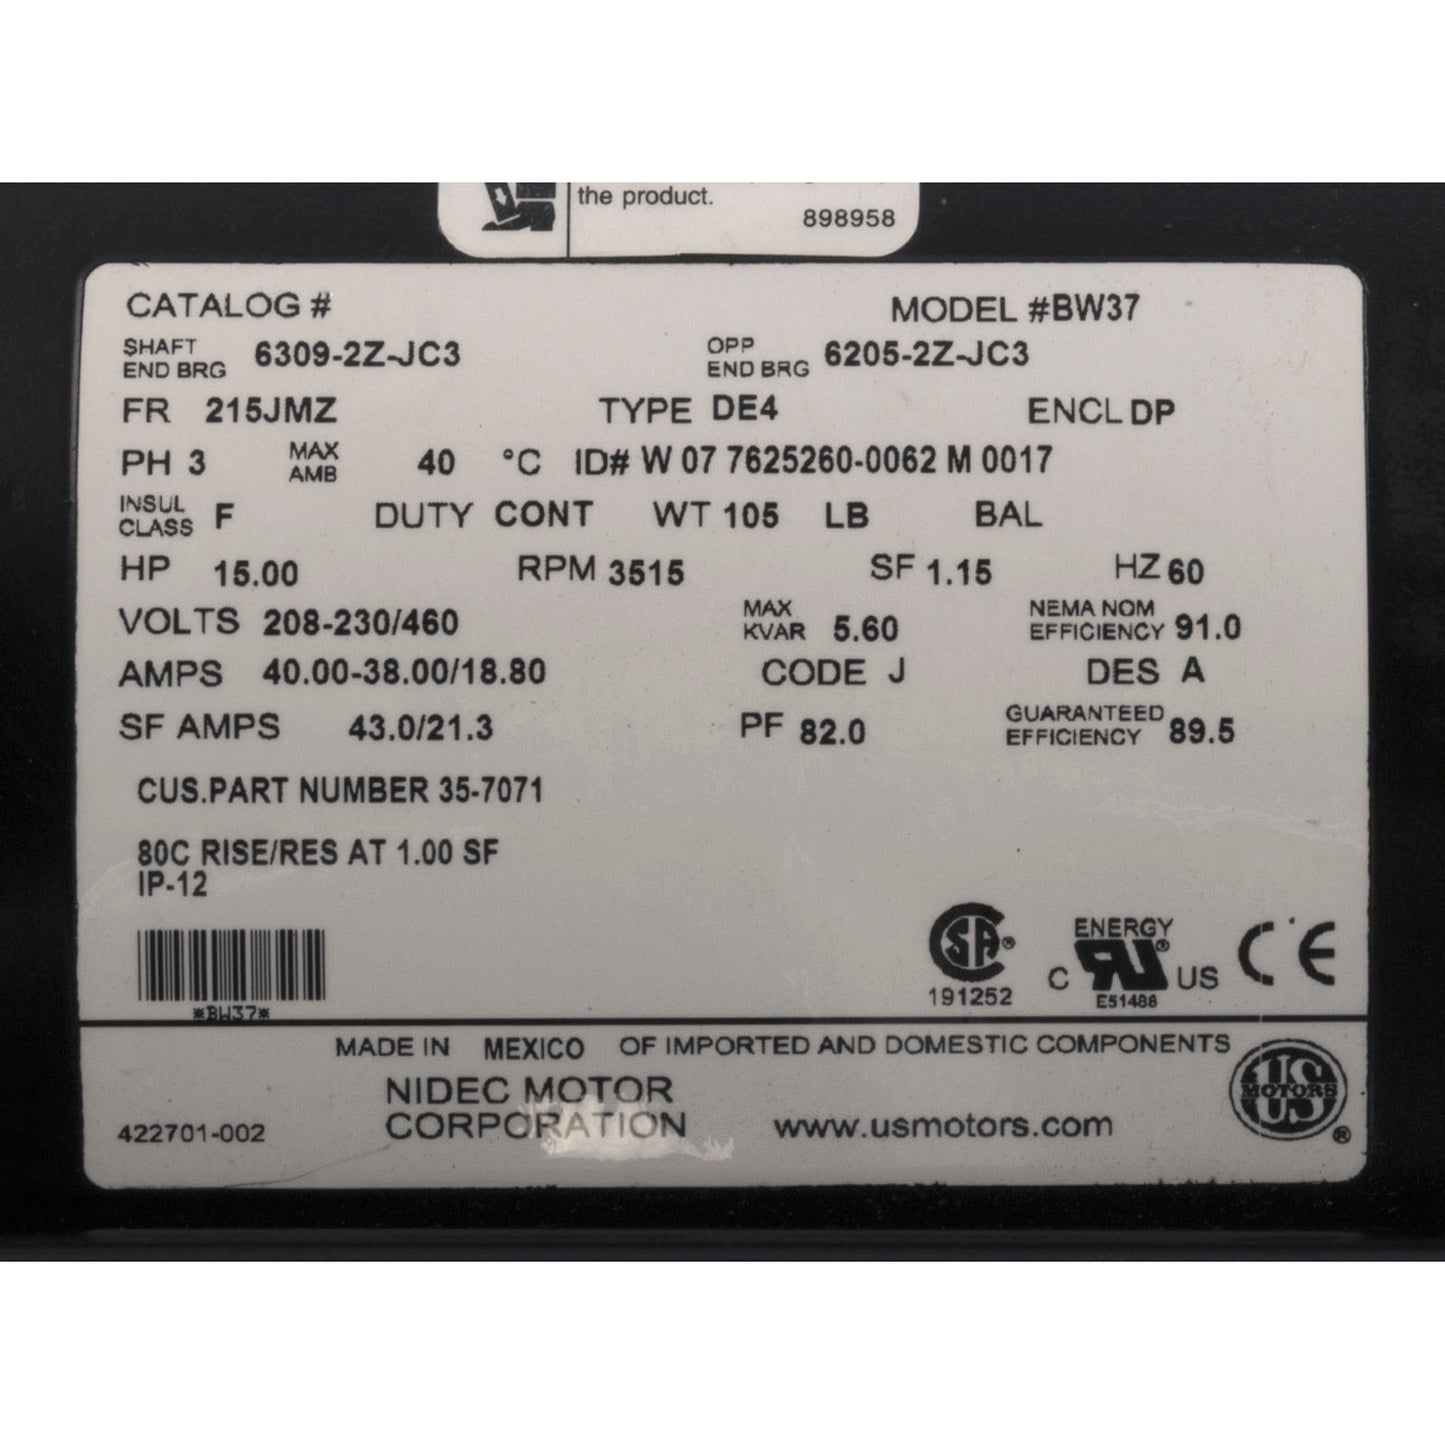 the product.
898958
CATALOG # MODEL #BW37
SHAFT END BRG 6309-2Z-JC3 OPP END BRG 6205-2Z-JC3
FR 215JMZ TYPE DE4 ENCL DP
PH 3 MAX AMB 40 °C ID# W 07 7625260-0062 M 0017
INSUL CLASS F DUTY CONT WT 105 LB BAL
HP 15.00 RPM 3515 SF 1.15 HZ 60
VOLTS 208-230/460 MAX KVAR 5.60 NEMA NOM EFFICIENCY 91.0
AMPS 40.00-38.00/18.80 CODE J DES A
SF AMPS 43.0/21.3 PF 82.0 GUARANTEED EFFICIENCY 89.5
CUS.PART NUMBER 35-7071
80C RISE/RES AT 1.00 SF
IP-12
*BW37*
SA®
191252
ENERGY
C RU® US
E51488
CE
MADE IN MEXICO OF IMPORTED AND DOMESTIC COMPONENTS
NIDEC MOTOR
CORPORATION
422701-002 www.usmotors.com
US
MOTORS
®